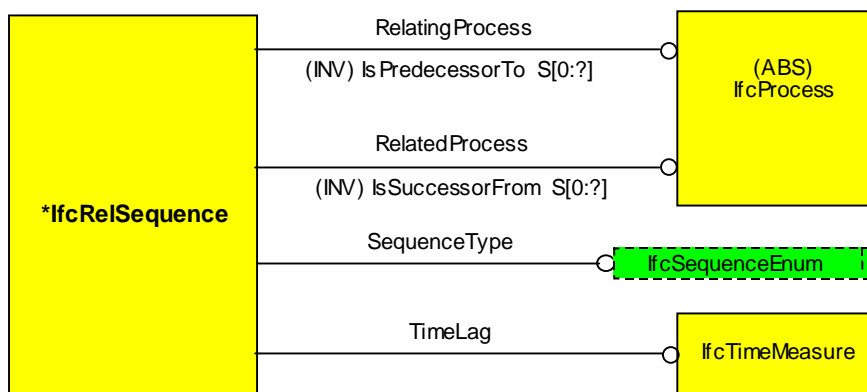 RelatingProcess
(INV) IsPredecessorTo S[0:?]
(ABS)
IfcProcess
RelatedProcess
(INV) IsSuccessorFrom S[0:?]
*IfcRelSequence
SequenceType
IfcSequenceEnum
TimeLag
IfcTimeMeasure